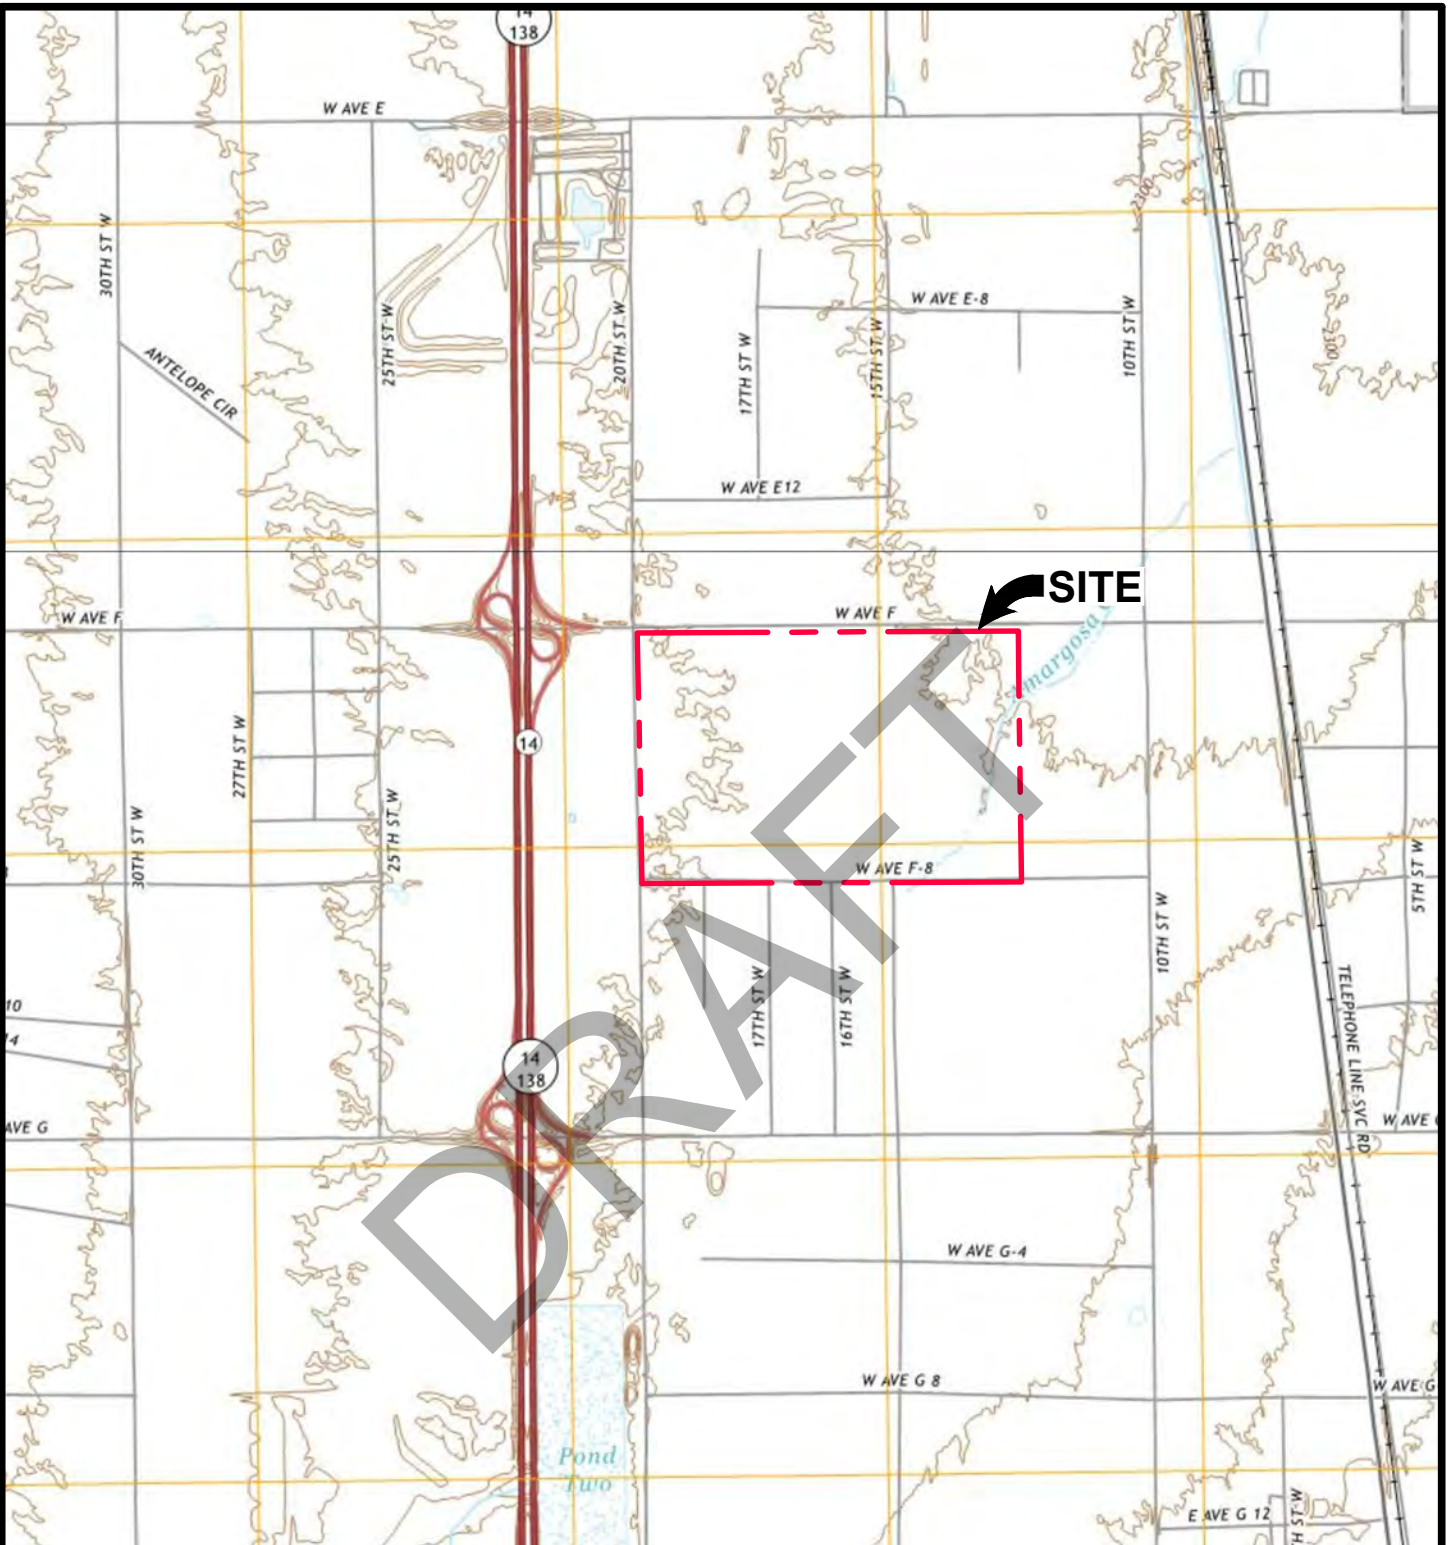 14
138
W AVE E
30TH ST W
2300
W AVE E-8
25TH ST W
20TH ST W
17TH ST W
15TH ST W
10TH ST W
2300
ANTELOPE CIR
W AVE E12
SITE
W AVE F
W AVE F
Amargosa
14
27TH ST W
30TH ST W
25TH ST W
W AVE F-8
5TH ST W
10TH ST W
17TH ST W
16TH ST W
TELEPHONE LINE SVC RD
10
14
138
AVE G
W AVE
DRAFT
W AVE G-4
W AVE G 8
W AVE G
Pond
Two
E AVE G 12
TH ST W